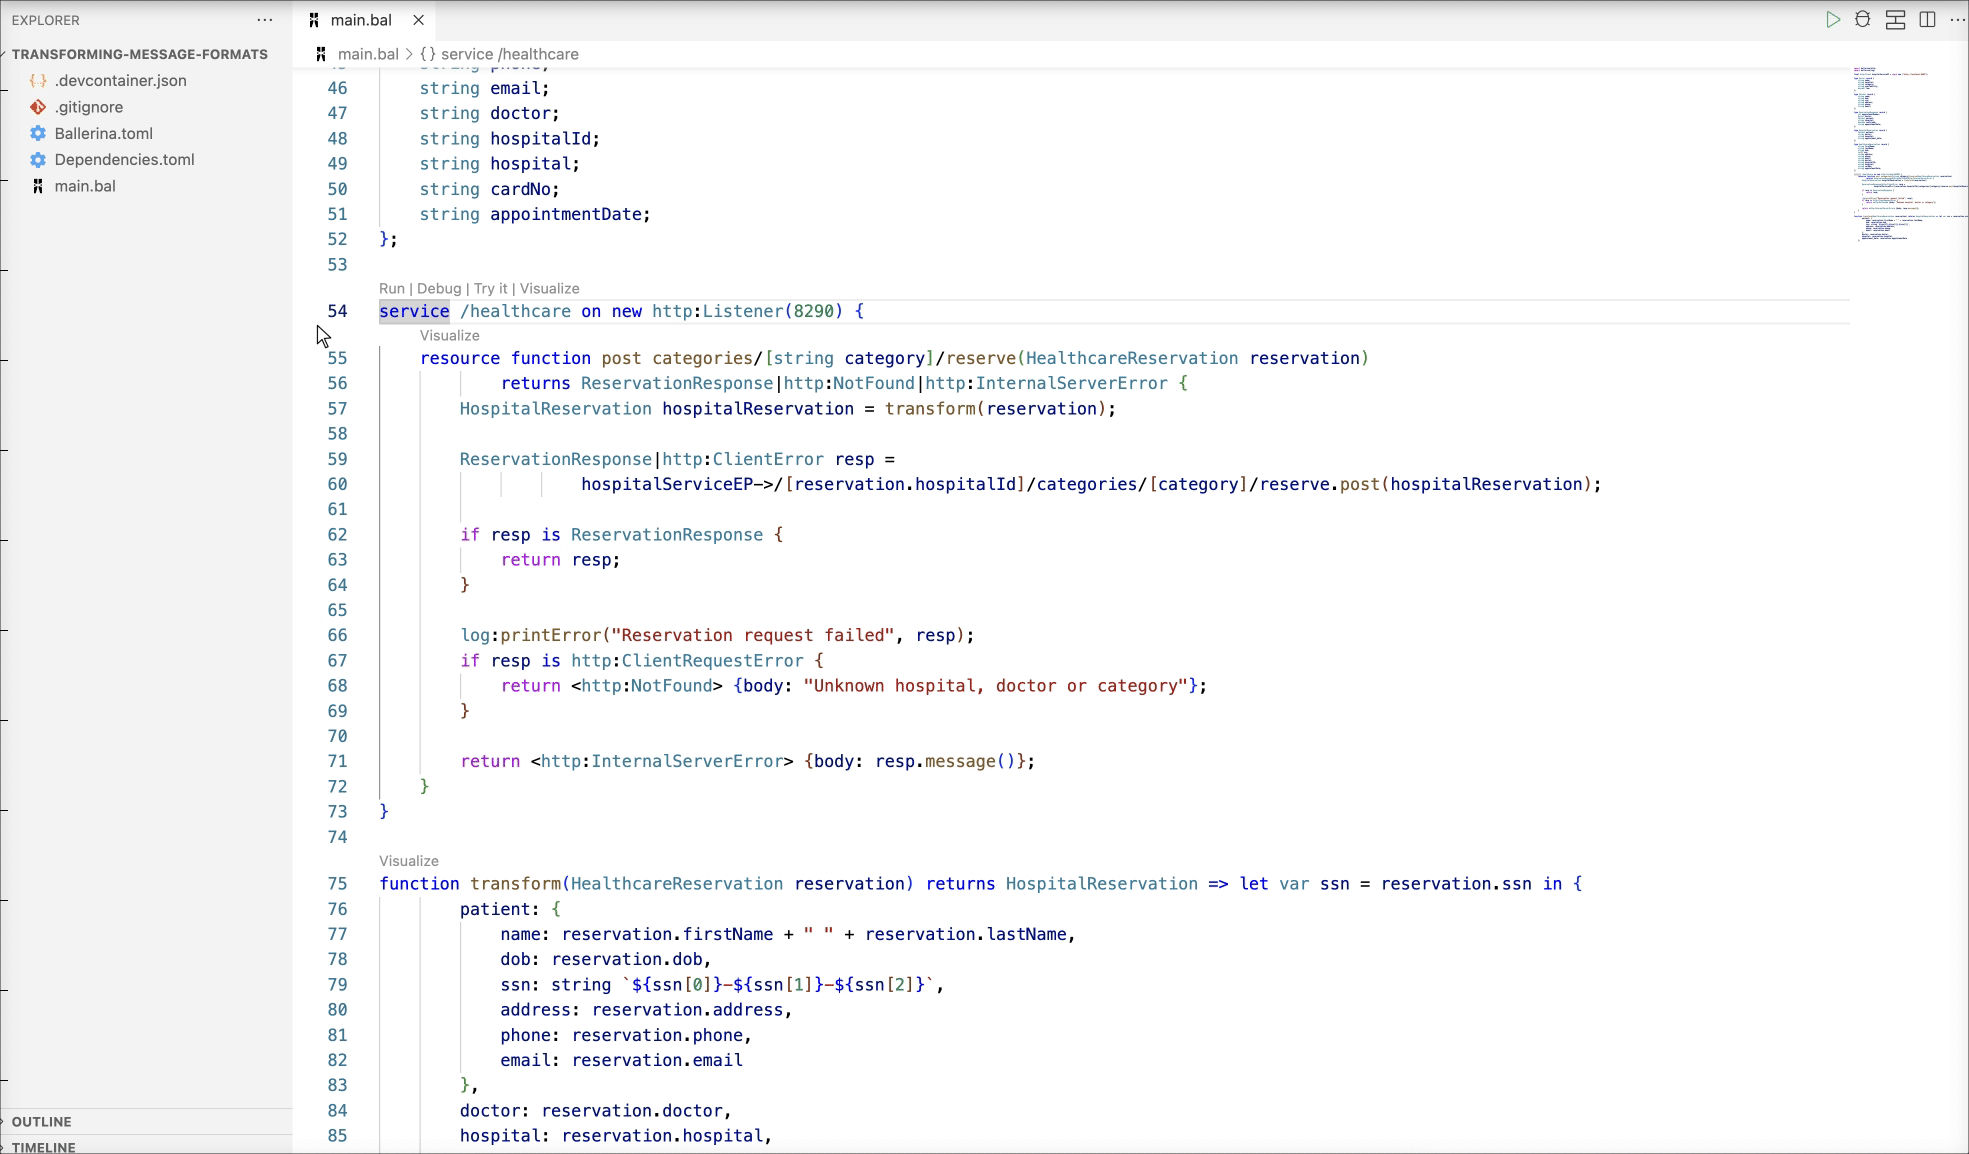 EXPLORER
TRANSFORMING-MESSAGE-FORMATS
.devcontainer.json
.gitignore
Ballerina.toml
Dependencies.toml
main.bal
OUTLINE
TIMELINE
main.bal
main.bal > {} service /healthcare
46 string email;
47 string doctor;
48 string hospitalId;
49 string hospital;
50 string cardNo;
51 string appointmentDate;
52 };
53
Run | Debug | Try it | Visualize
54 service /healthcare on new http:Listener(8290) {
Visualize
55 resource function post categories/[string category]/reserve(HealthcareReservation reservation)
56 returns ReservationResponse|http:NotFound|http:InternalServerError {
57 HospitalReservation hospitalReservation = transform(reservation);
58
59 ReservationResponse|http:ClientError resp =
60 hospitalServiceEP->/[reservation.hospitalId]/categories/[category]/reserve.post(hospitalReservation);
61
62 if resp is ReservationResponse {
63 return resp;
64 }
65
66 log:printError("Reservation request failed", resp);
67 if resp is http:ClientRequestError {
68 return <http:NotFound> {body: "Unknown hospital, doctor or category"};
69 }
70
71 return <http:InternalServerError> {body: resp.message()};
72 }
73 }
74
Visualize
75 function transform(HealthcareReservation reservation) returns HospitalReservation => let var ssn = reservation.ssn in {
76 patient: {
77 name: reservation.firstName + " " + reservation.lastName,
78 dob: reservation.dob,
79 ssn: string `${ssn[0]}-${ssn[1]}-${ssn[2]}`,
80 address: reservation.address,
81 phone: reservation.phone,
82 email: reservation.email
83 },
84 doctor: reservation.doctor,
85 hospital: reservation.hospital,